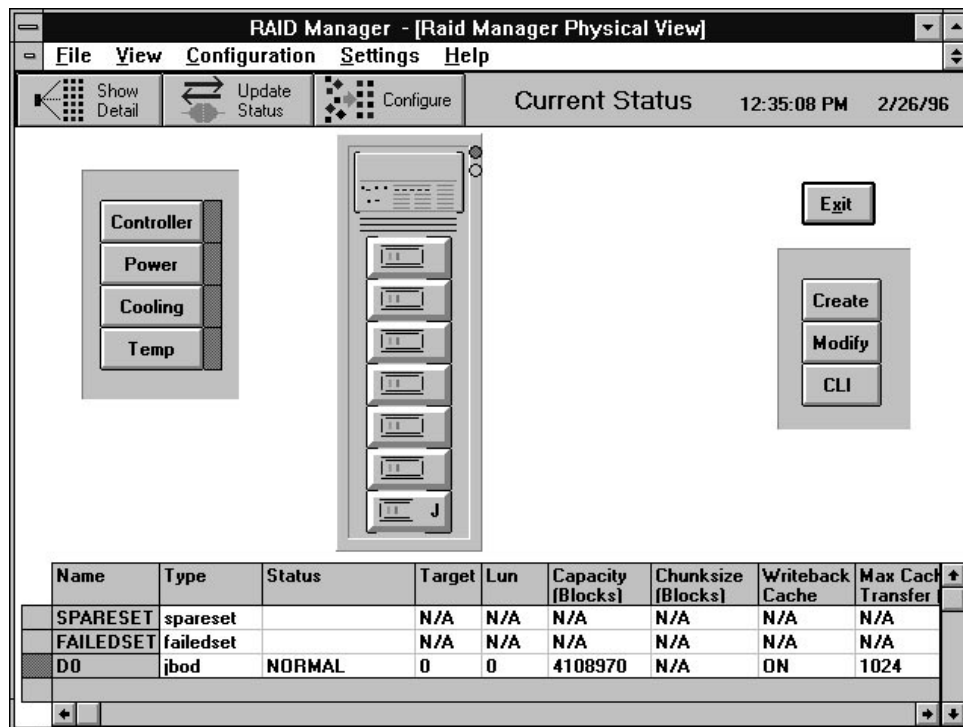 RAID Manager - [Raid Manager Physical View]
File View Configuration Settings Help
Show Detail
Update Status
Configure
Current Status
12:35:08 PM 2/26/96
Controller
Power
Cooling
Temp
J
Exit
Create
Modify
CLI
Name Type Status Target Lun Capacity (Blocks) Chunksize (Blocks) Writeback Cache Max Cach Transfer (
SPARESET spareset N/A N/A N/A N/A N/A N/A
FAILEDSET failedset N/A N/A N/A N/A N/A N/A
D0 jbod NORMAL 0 0 4108970 N/A ON 1024